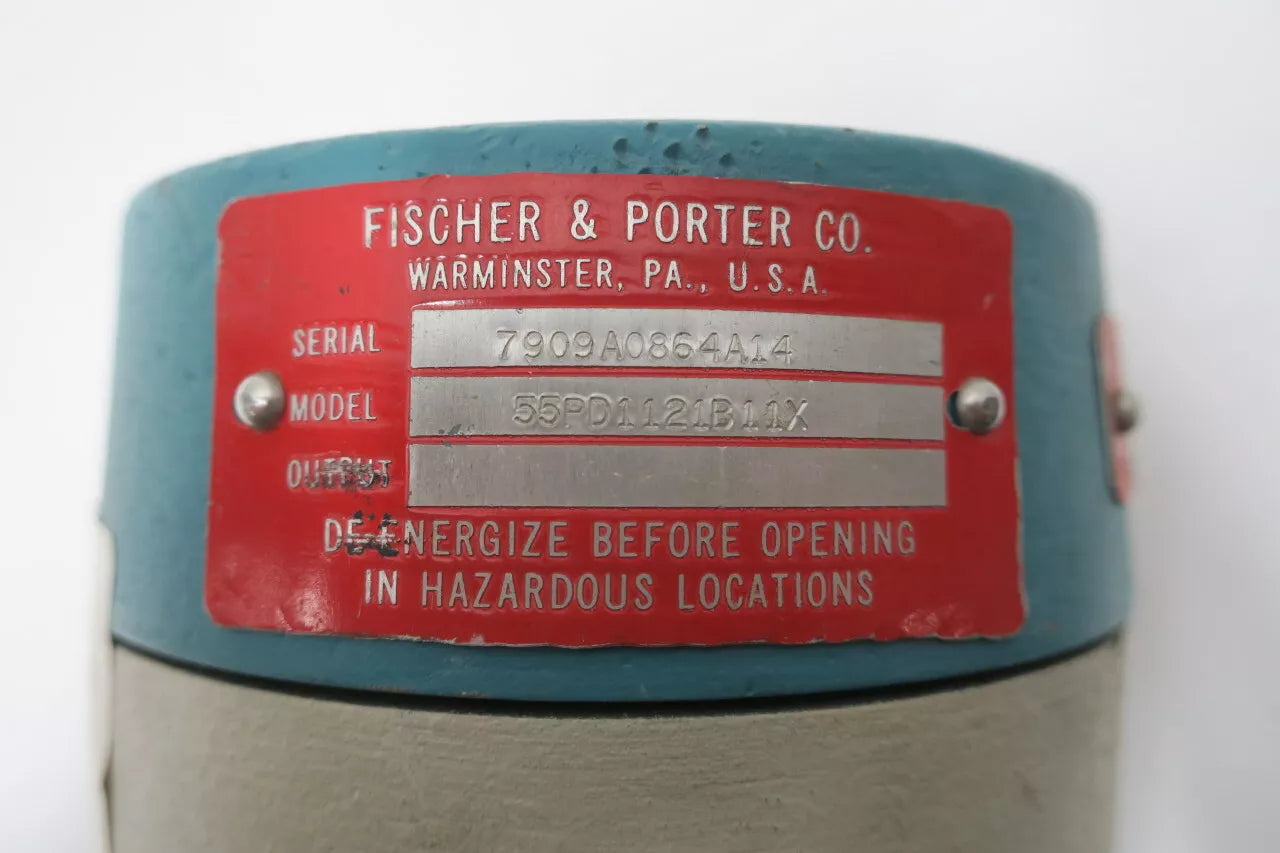 FISCHER & PORTER CO.
WARMINSTER, PA., U.S.A.
SERIAL 7909A0864A14
MODEL 55PD1121B11X
OUTPUT
DE-ENERGIZE BEFORE OPENING
IN HAZARDOUS LOCATIONS